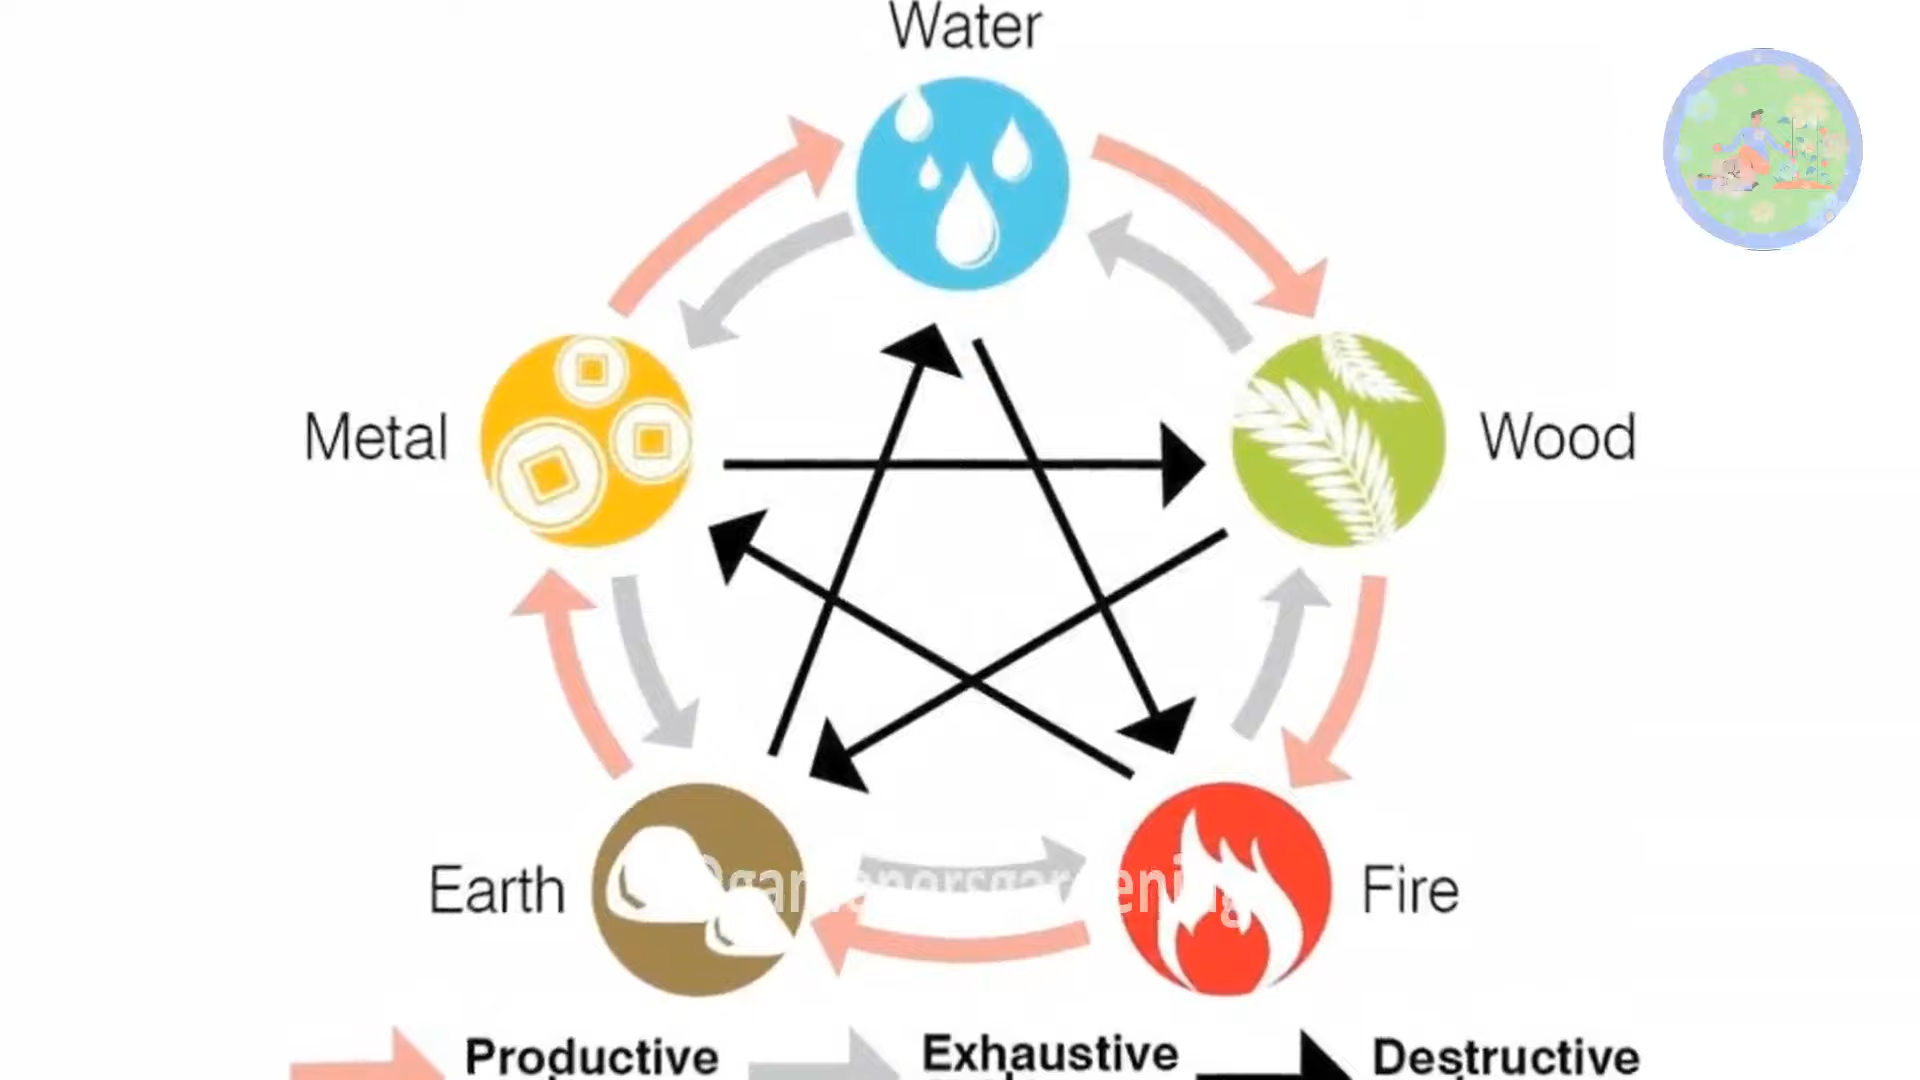 Water
Metal
Wood
Earth
Fire
Productive
Exhaustive
Destructive